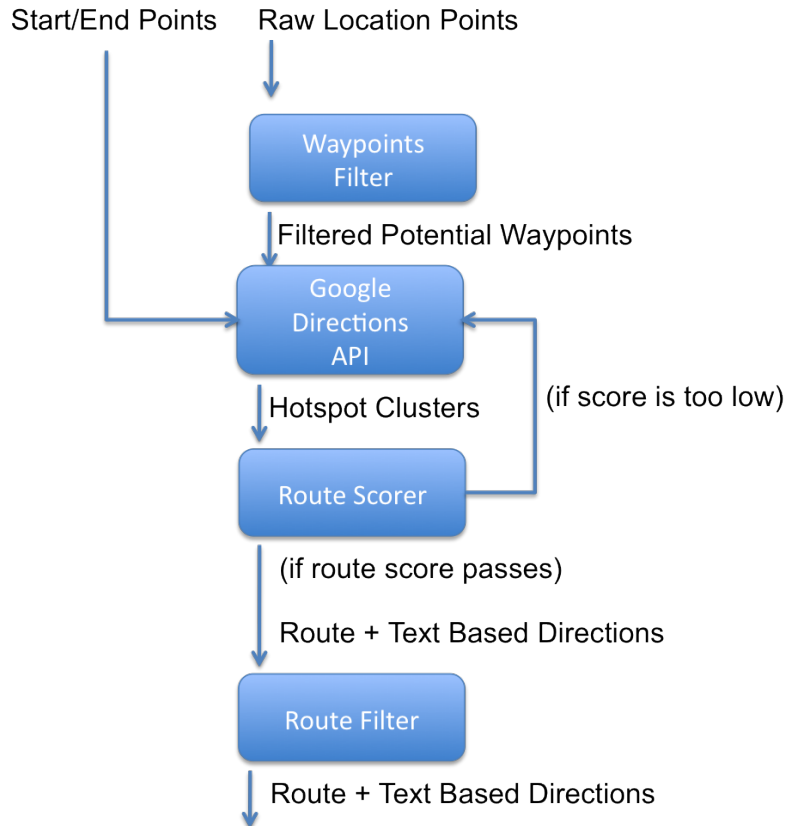 Start/End Points
Raw Location Points
Waypoints
Filter
Filtered Potential Waypoints
Google
Directions
API
(if score is too low)
Hotspot Clusters
Route Scorer
(if route score passes)
Route + Text Based Directions
Route Filter
Route + Text Based Directions